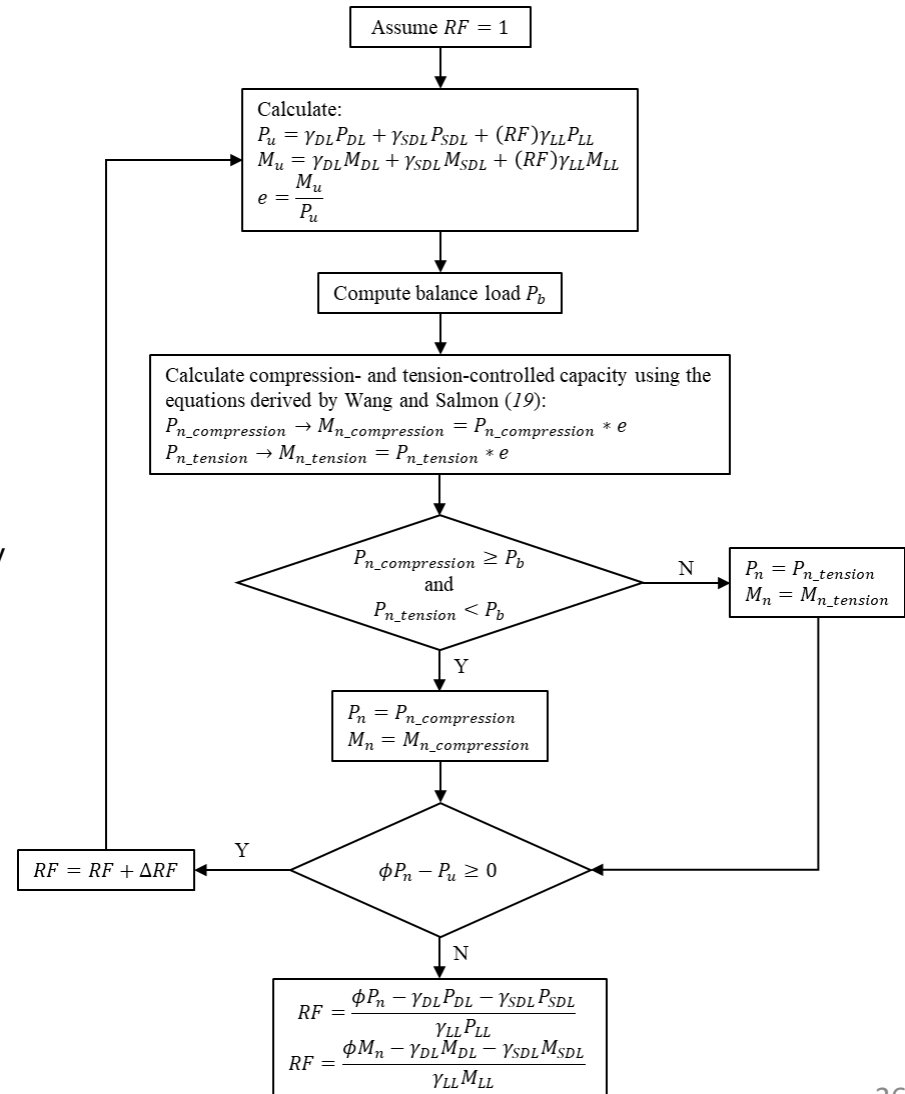 Assume RF = 1
Calculate:
P_u = γ_DL P_DL + γ_SDL P_SDL + (RF)γ_LL P_LL
M_u = γ_DL M_DL + γ_SDL M_SDL + (RF)γ_LL M_LL
e = M_u / P_u
Compute balance load P_b
Calculate compression- and tension-controlled capacity using the
equations derived by Wang and Salmon (19):
P_n_compression → M_n_compression = P_n_compression * e
P_n_tension → M_n_tension = P_n_tension * e
P_n_compression ≥ P_b
and
P_n_tension < P_b
N
P_n = P_n_tension
M_n = M_n_tension
Y
P_n = P_n_compression
M_n = M_n_compression
ϕP_n − P_u ≥ 0
Y
RF = RF + ΔRF
N
RF = (ϕP_n − γ_DL P_DL − γ_SDL P_SDL) / (γ_LL P_LL)
RF = (ϕM_n − γ_DL M_DL − γ_SDL M_SDL) / (γ_LL M_LL)